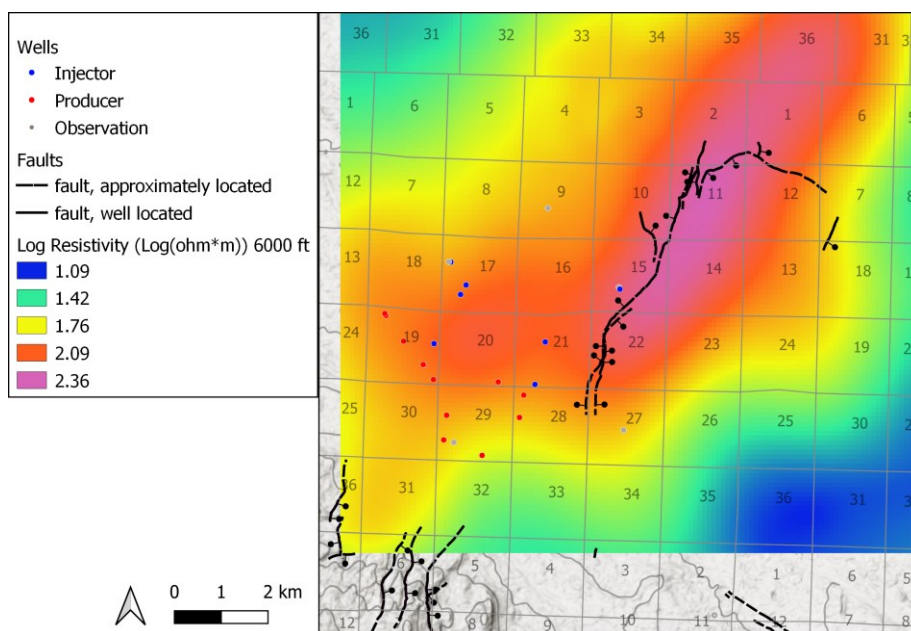 Wells
Injector
Producer
Observation
Faults
fault, approximately located
fault, well located
Log Resistivity (Log(ohm*m)) 6000 ft
1.09
1.42
1.76
2.09
2.36
0 1 2 km
36 31 32 33 34 35 36 31
1 6 5 4 3 2 1 6
12 7 8 9 10 11 12 7
13 18 17 16 15 14 13 18
24 19 20 21 22 23 24 19
25 30 29 28 27 26 25 30
36 31 32 33 34 35 36 31
6 5 4 3 2 1 6 5
12 7 8 9 10 11 12 7 8